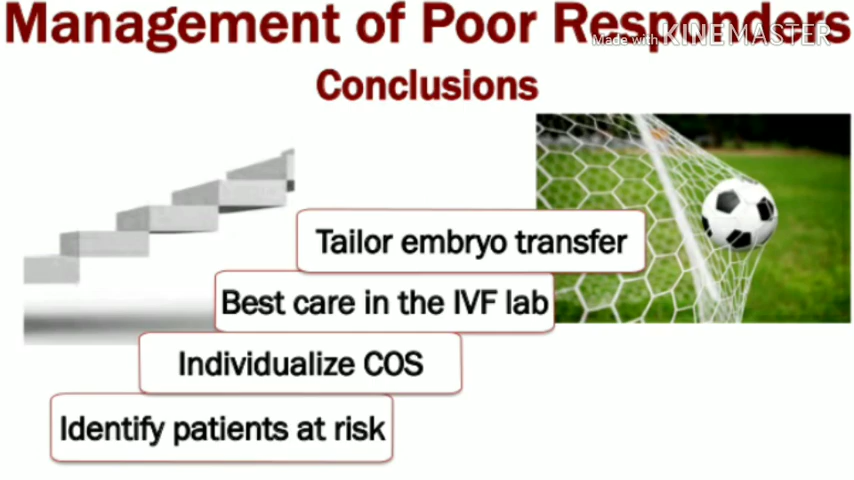 Management of Poor Responders
Made with KINEMASTER
Conclusions
Tailor embryo transfer
Best care in the IVF lab
Individualize COS
Identify patients at risk